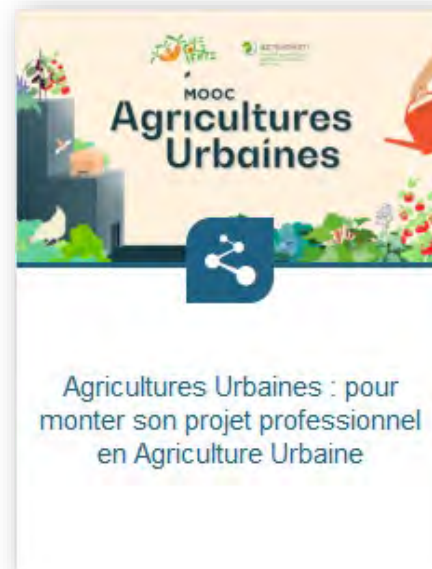 MOOC
Agricultures
Urbaines
Agricultures Urbaines : pour
monter son projet professionnel
en Agriculture Urbaine